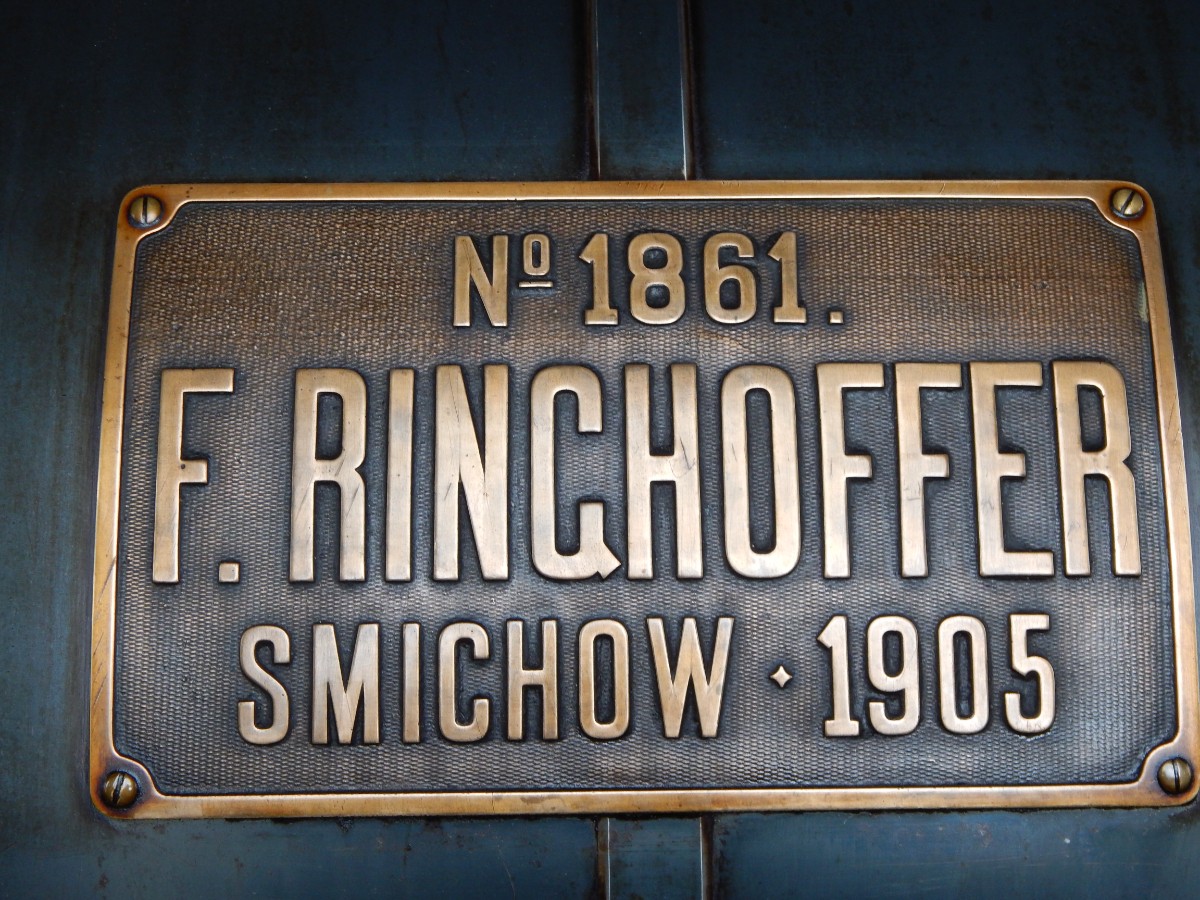 Nº 1861.
F. RINGHOFFER
SMICHOW · 1905